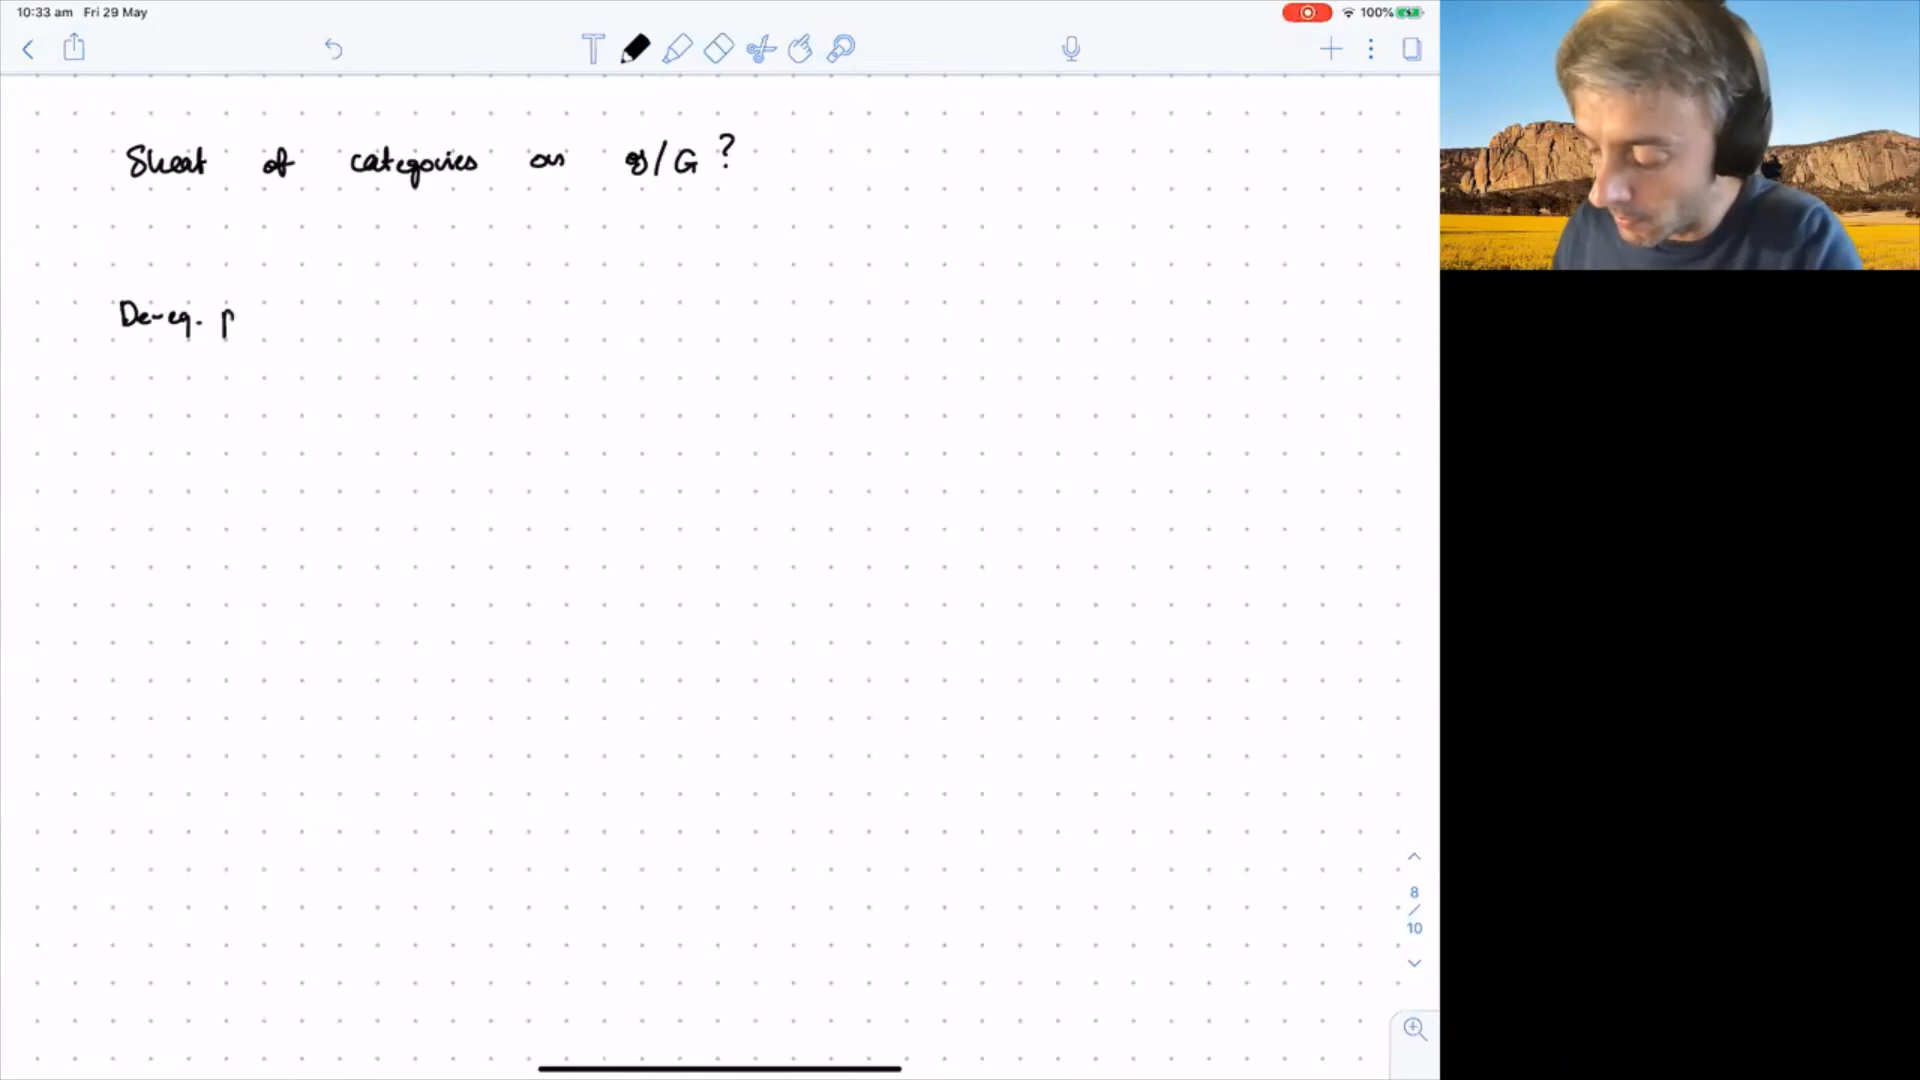 10:33 am Fri 29 May
100%
T
Sheaf of categories on g/G ?
De-eq. p
8
/
10